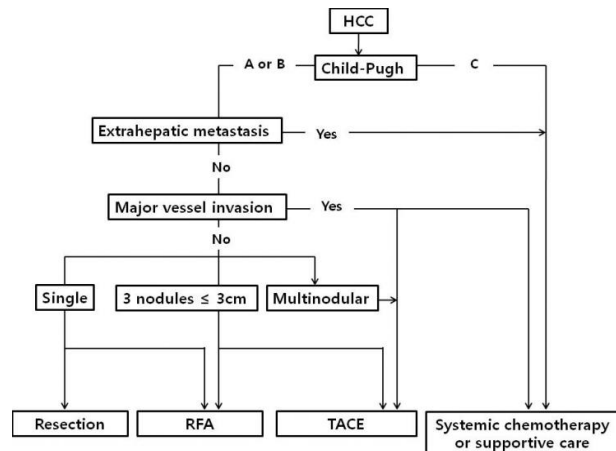 HCC
A or B
Child-Pugh
C
Extrahepatic metastasis
Yes
No
Major vessel invasion
Yes
No
Single
3 nodules ≤ 3cm
Multinodular
Resection
RFA
TACE
Systemic chemotherapy
or supportive care